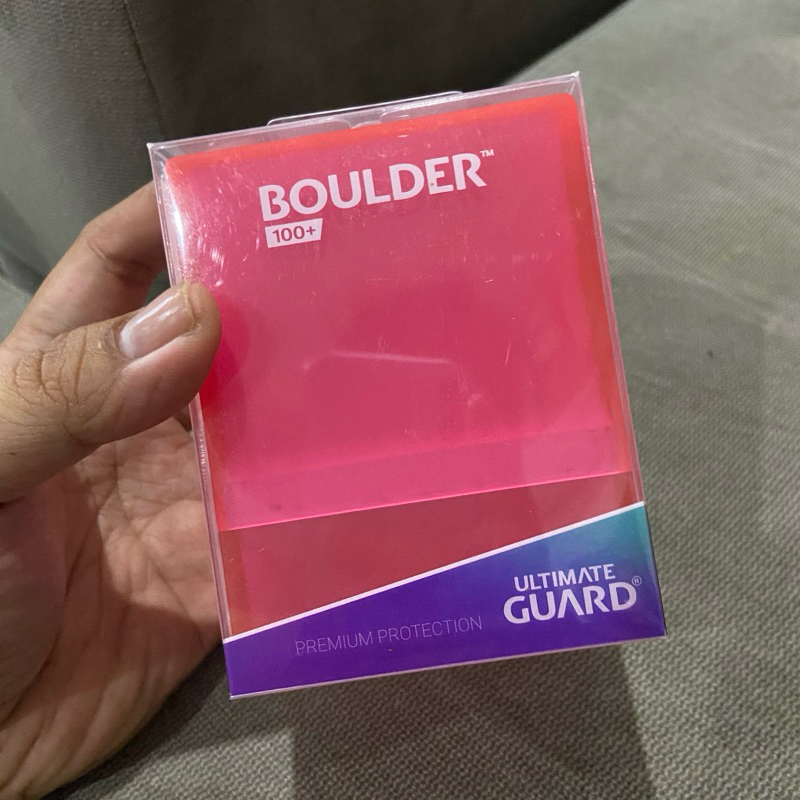 BOULDER™
100+
ULTIMATE
GUARD®
PREMIUM PROTECTION